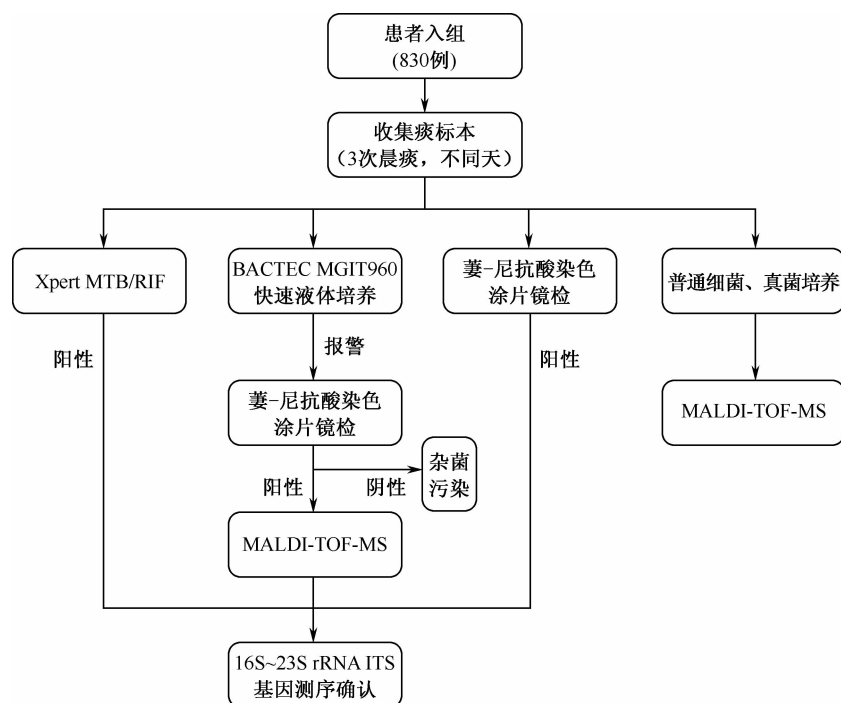 患者入组
(830例)
收集痰标本
（3次晨痰，不同天）
Xpert MTB/RIF
BACTEC MGIT960
快速液体培养
萋-尼抗酸染色
涂片镜检
普通细菌、真菌培养
阳性
报警
阳性
萋-尼抗酸染色
涂片镜检
MALDI-TOF-MS
杂菌
污染
阳性
阴性
MALDI-TOF-MS
16S~23S rRNA ITS
基因测序确认